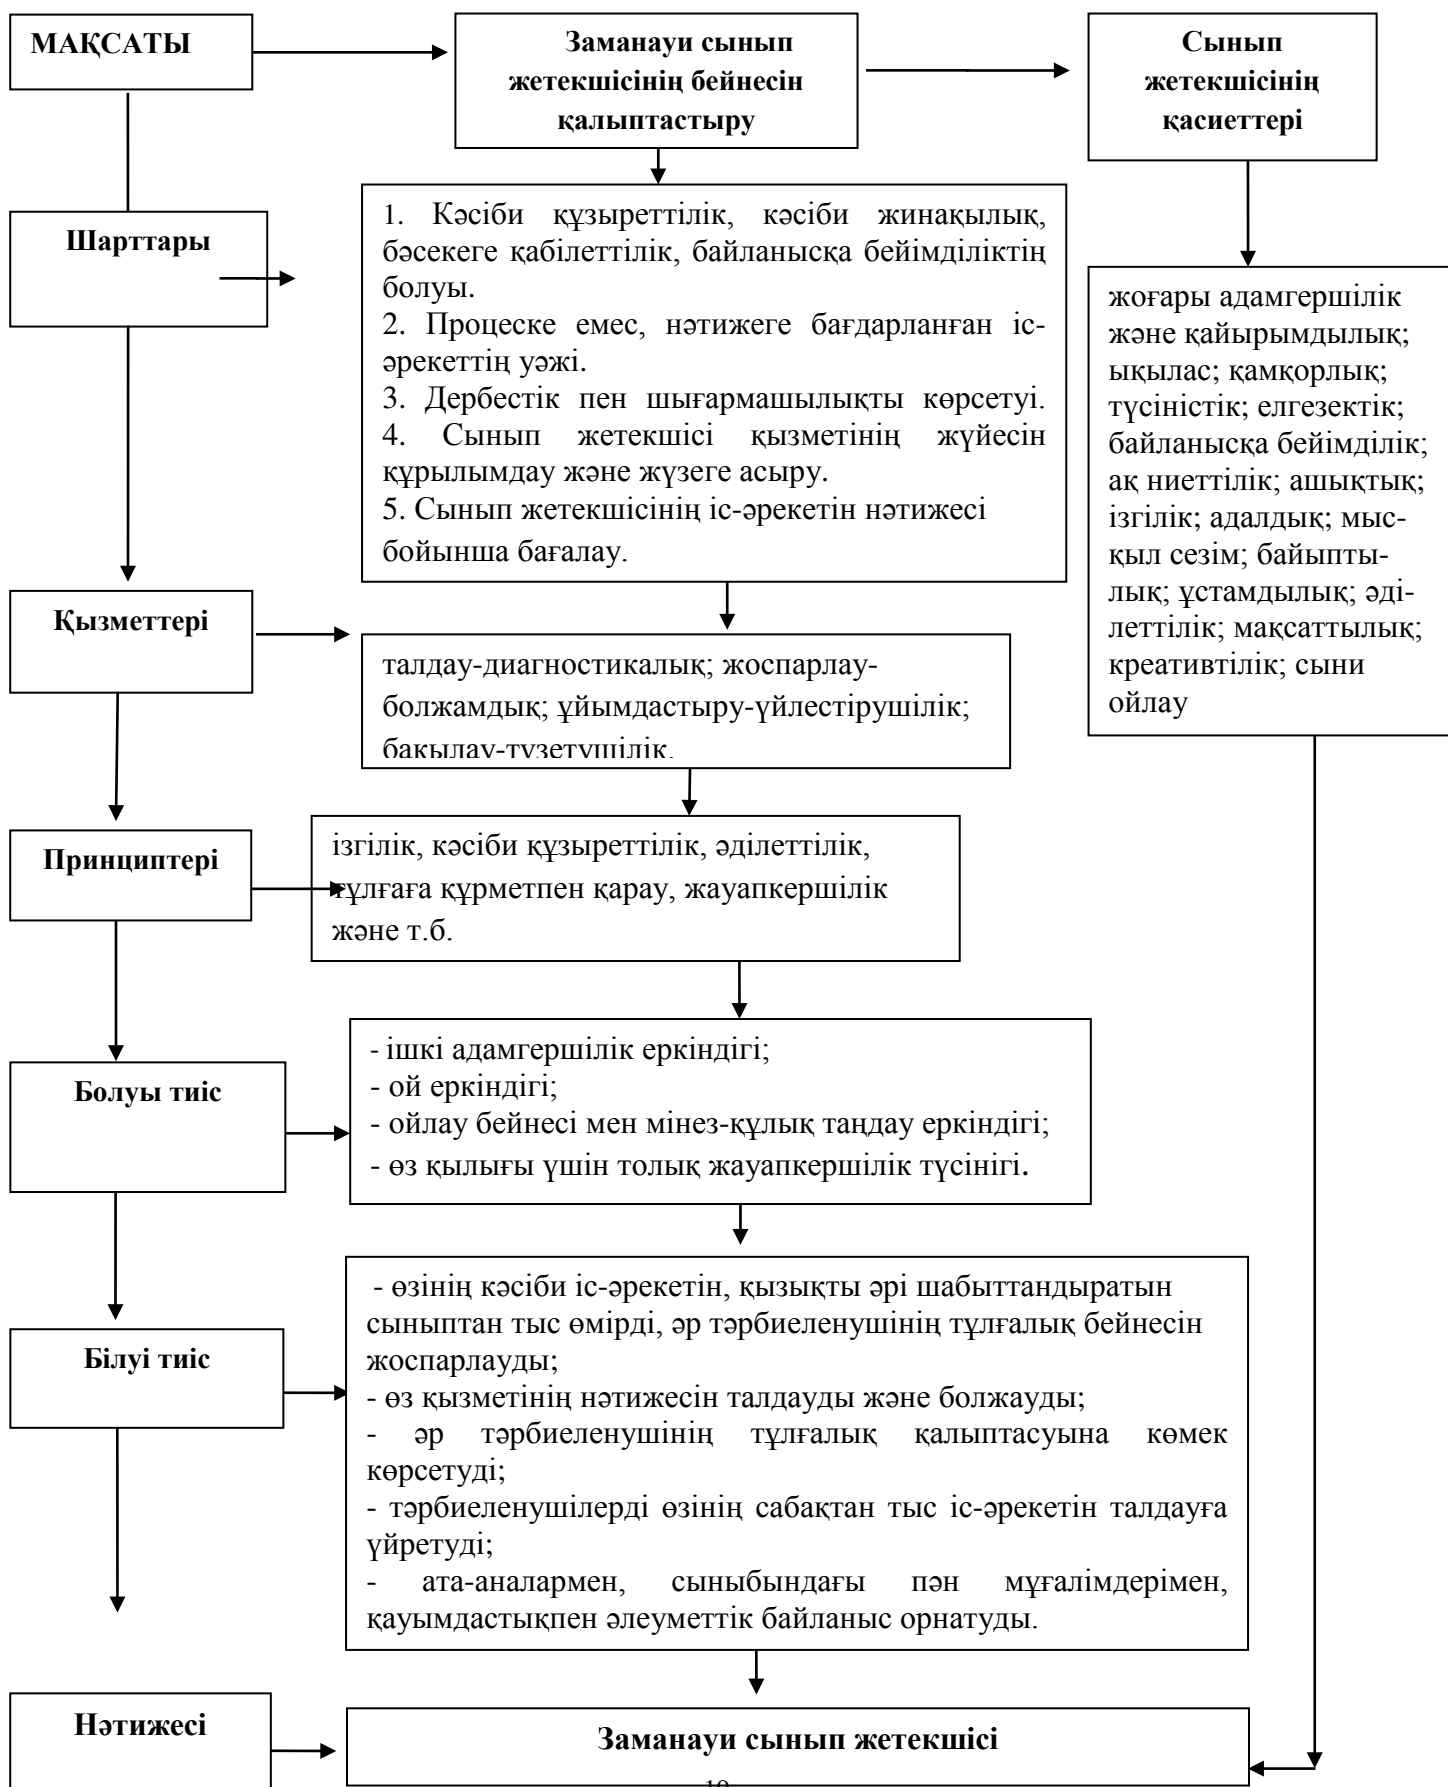 МАҚСАТЫ
Заманауи сынып
жетекшісінің бейнесін
қалыптастыру
Сынып
жетекшісінің
қасиеттері
Шарттары
1. Кәсіби құзыреттілік, кәсіби жинақылық,
бәсекеге қабілеттілік, байланысқа бейімділіктің
болуы.
2. Процеске емес, нәтижеге бағдарланған іс-
әрекеттің уәжі.
3. Дербестік пен шығармашылықты көрсетуі.
4. Сынып жетекшісі қызметінің жүйесін
құрылымдау және жүзеге асыру.
5. Сынып жетекшісінің іс-әрекетін нәтижесі
бойынша бағалау.
жоғары адамгершілік
және қайырымдылық;
ықылас; қамқорлық;
түсіністік; елгезектік;
байланысқа бейімділік;
ақ ниеттілік; ашықтық;
ізгілік; адалдық; мыс-
қыл сезім; байыпты-
лық; ұстамдылық; әді-
леттілік; мақсаттылық;
креативтілік; сыни
ойлау
Қызметтері
талдау-диагностикалық; жоспарлау-
болжамдық; ұйымдастыру-үйлестірушілік;
бақылау-түзетушілік.
Принциптері
ізгілік, кәсіби құзыреттілік, әділеттілік,
тұлғаға құрметпен қарау, жауапкершілік
және т.б.
Болуы тиіс
- ішкі адамгершілік еркіндігі;
- ой еркіндігі;
- ойлау бейнесі мен мінез-құлық таңдау еркіндігі;
- өз қылығы үшін толық жауапкершілік түсінігі.
Білуі тиіс
- өзінің кәсіби іс-әрекетін, қызықты әрі шабыттандыратын
сыныптан тыс өмірді, әр тәрбиеленушінің тұлғалық бейнесін
жоспарлауды;
- өз қызметінің нәтижесін талдауды және болжауды;
- әр тәрбиеленушінің тұлғалық қалыптасуына көмек
көрсетуді;
- тәрбиеленушілерді өзінің сабақтан тыс іс-әрекетін талдауға
үйретуді;
- ата-аналармен, сыныбындағы пән мұғалімдерімен,
қауымдастықпен әлеуметтік байланыс орнатуды.
Нәтижесі
Заманауи сынып жетекшісі